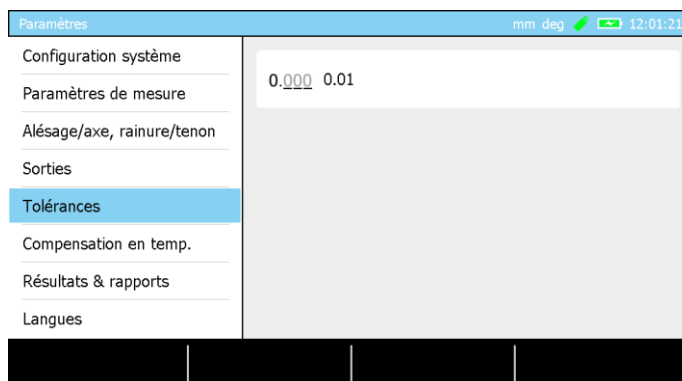 Paramètres mm deg 12:01:21
Configuration système
Paramètres de mesure
Alésage/axe, rainure/tenon
Sorties
Tolérances
Compensation en temp.
Résultats & rapports
Langues
0.000 0.01